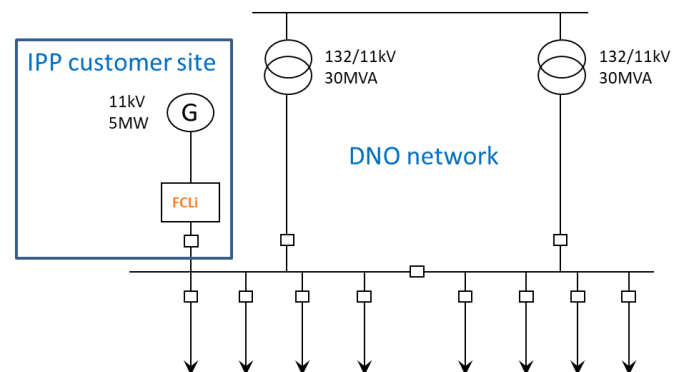 IPP customer site
11kV
5MW
G
FCLi
132/11kV
30MVA
132/11kV
30MVA
DNO network